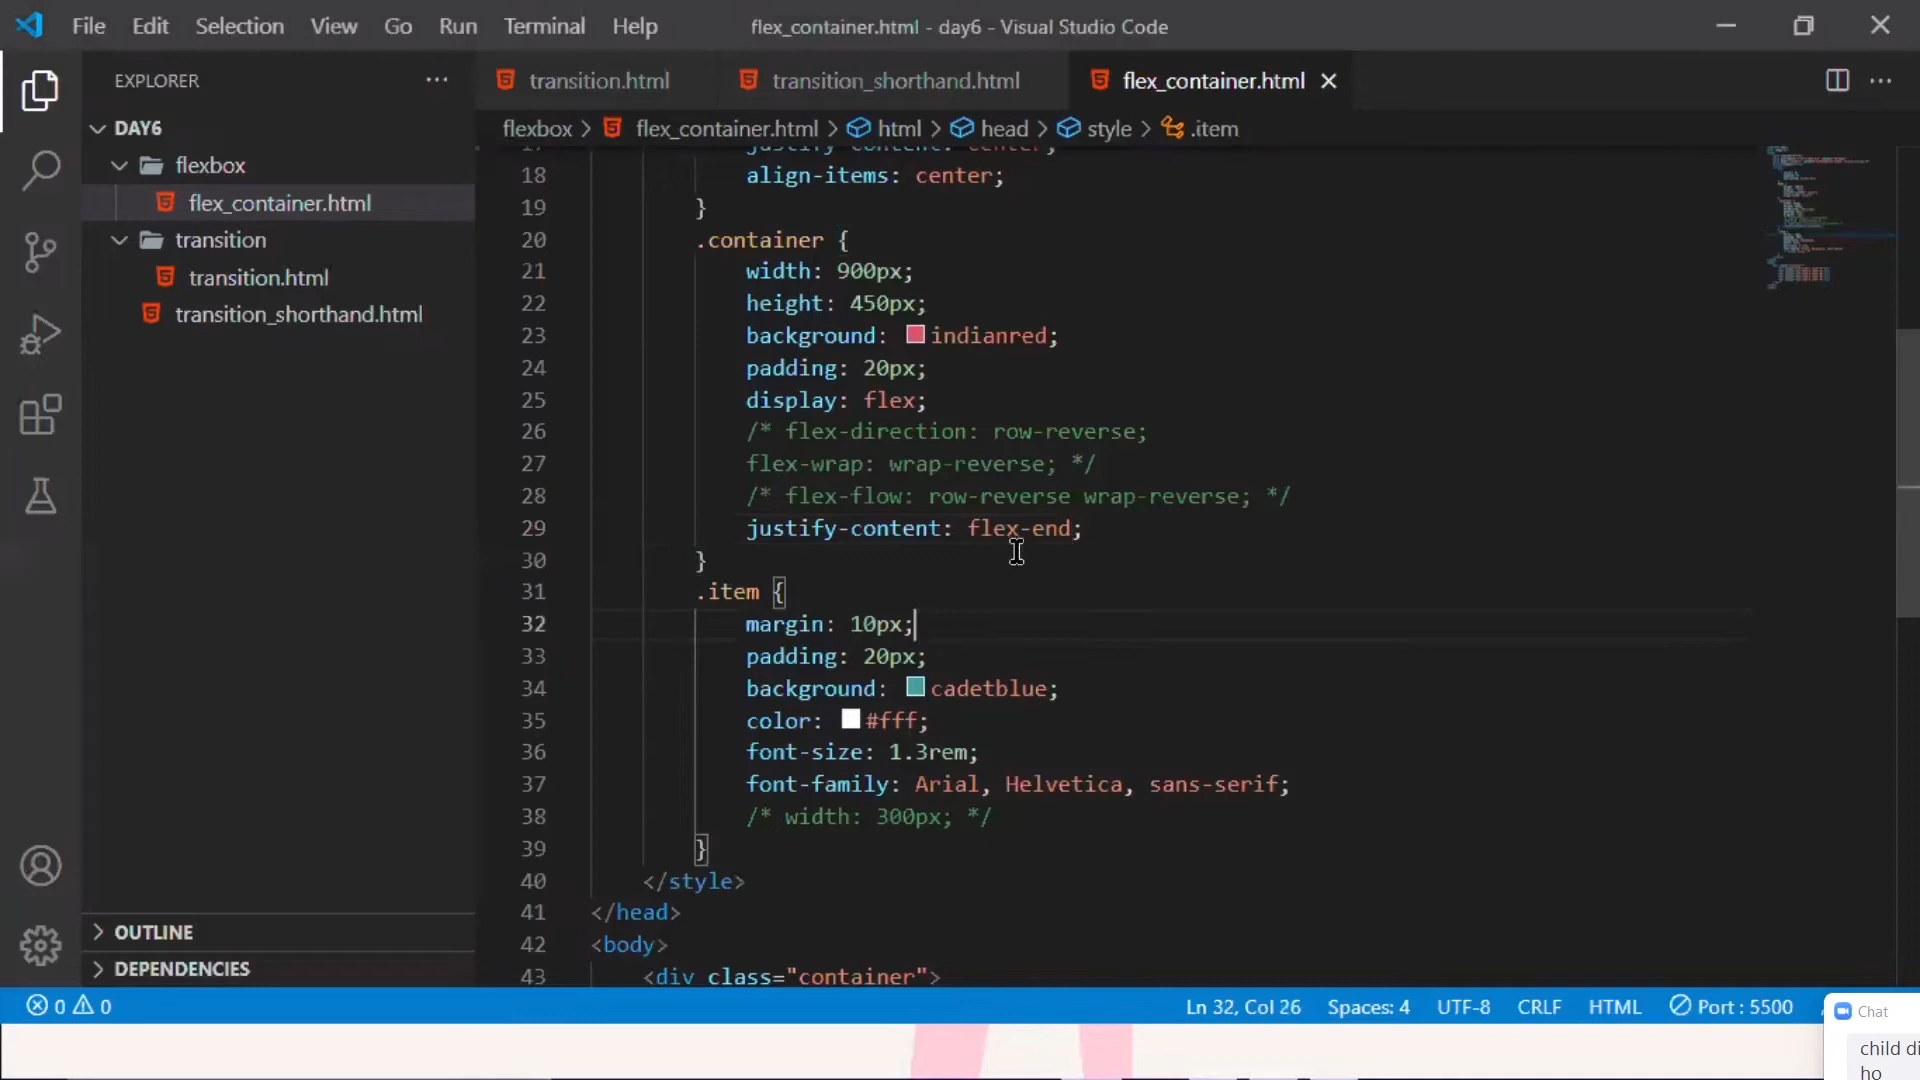 File Edit Selection View Go Run Terminal Help
flex_container.html - day6 - Visual Studio Code
EXPLORER
DAY6
flexbox
flex_container.html
transition
transition.html
transition_shorthand.html
OUTLINE
DEPENDENCIES
transition.html transition_shorthand.html flex_container.html
flexbox > flex_container.html > html > head > style > .item
17 justify-content: center;
18 align-items: center;
19 }
20 .container {
21 width: 900px;
22 height: 450px;
23 background: indianred;
24 padding: 20px;
25 display: flex;
26 /* flex-direction: row-reverse;
27 flex-wrap: wrap-reverse; */
28 /* flex-flow: row-reverse wrap-reverse; */
29 justify-content: flex-end;
30 }
31 .item {
32 margin: 10px;
33 padding: 20px;
34 background: cadetblue;
35 color: #fff;
36 font-size: 1.3rem;
37 font-family: Arial, Helvetica, sans-serif;
38 /* width: 300px; */
39 }
40 </style>
41 </head>
42 <body>
43 <div class="container">
0 0 Ln 32, Col 26 Spaces: 4 UTF-8 CRLF HTML Port : 5500
Chat
child di
ho